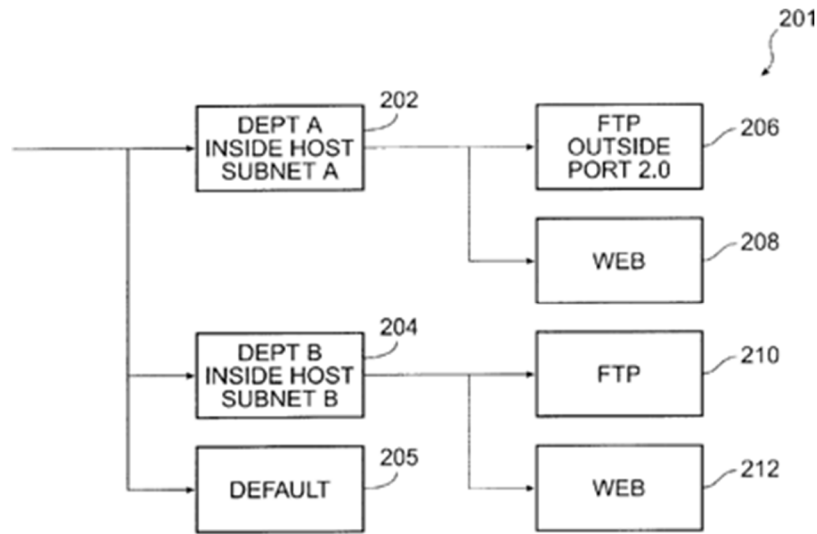 201
202
DEPT A
INSIDE HOST
SUBNET A
FTP
OUTSIDE
PORT 2.0
206
WEB
208
204
DEPT B
INSIDE HOST
SUBNET B
FTP
210
205
DEFAULT
WEB
212